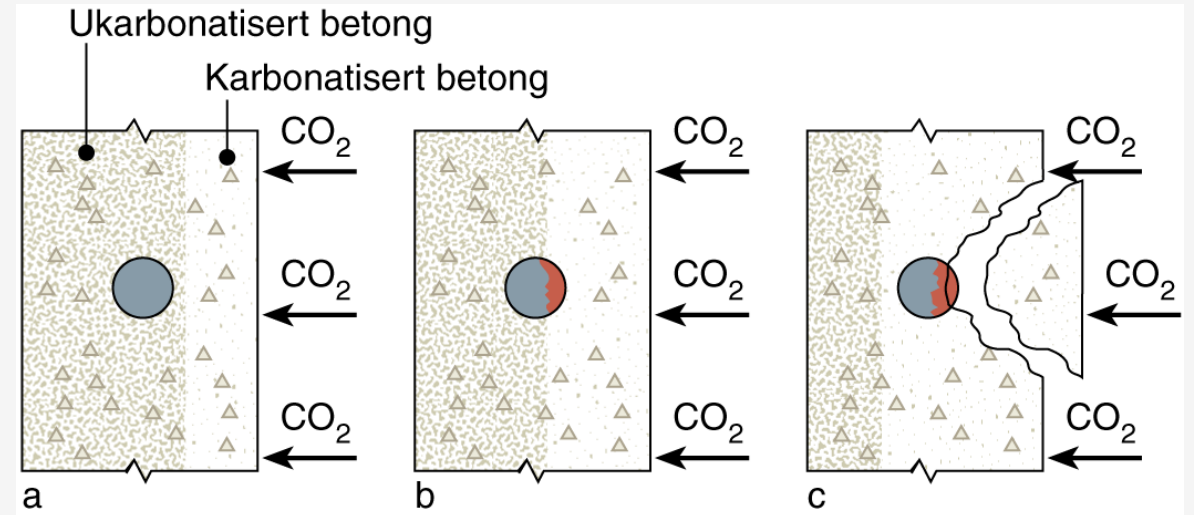 Ukarbonatisert betong
Karbonatisert betong
CO₂
CO₂
CO₂
CO₂
CO₂
CO₂
CO₂
CO₂
CO₂
a
b
c